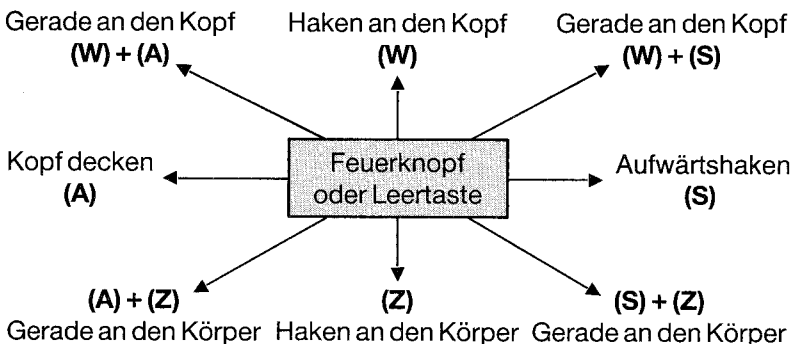 Gerade an den Kopf Haken an den Kopf Gerade an den Kopf
(W) + (A) (W) (W) + (S)
Kopf decken Feuerknopf Aufwärtshaken
(A) oder Leertaste (S)
(A) + (Z) (Z) (S) + (Z)
Gerade an den Körper Haken an den Körper Gerade an den Körper